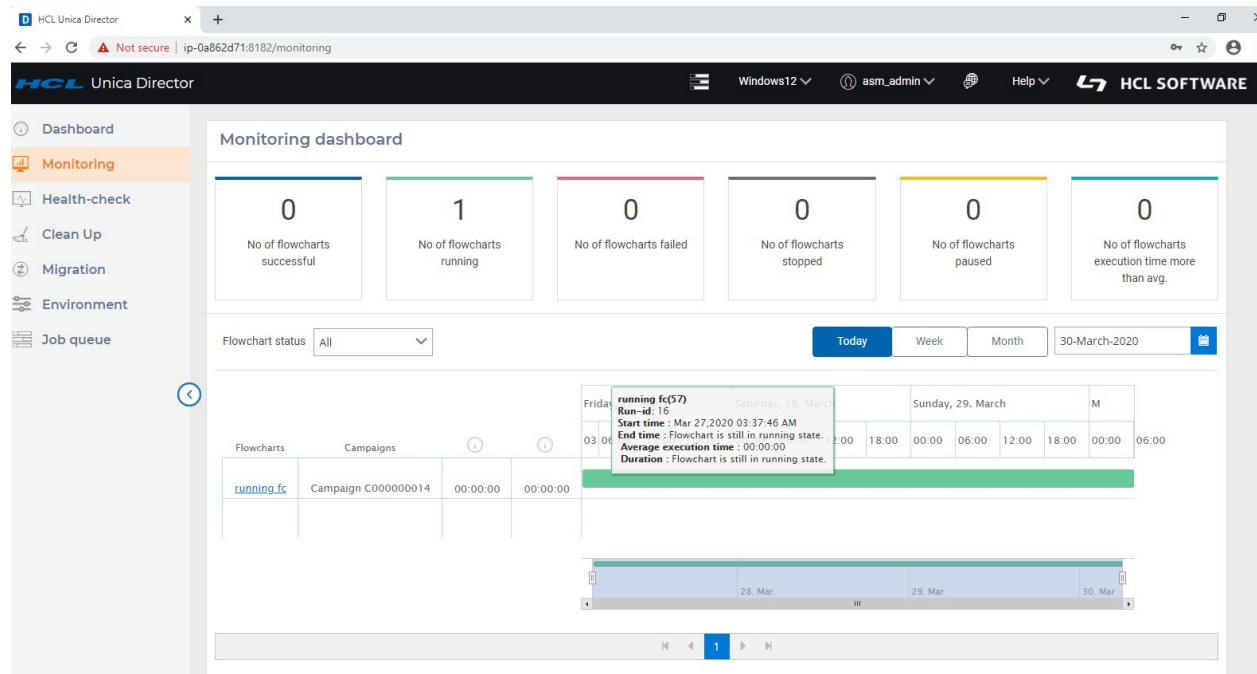 HCL Unica Director
Not secure | ip-0a862d71:8182/monitoring
HCL Unica Director
Windows12
asm_admin
Help
HCL SOFTWARE
Dashboard
Monitoring
Health-check
Clean Up
Migration
Environment
Job queue
Monitoring dashboard
0
No of flowcharts
successful
1
No of flowcharts
running
0
No of flowcharts failed
0
No of flowcharts
stopped
0
No of flowcharts
paused
0
No of flowcharts
execution time more
than avg.
Flowchart status All
Today
Week
Month
30-March-2020
Saturday, 28. March
Sunday, 29. March
M
running fc(57)
Run-id: 16
Start time : Mar 27,2020 03:37:46 AM
End time : Flowchart is still in running state.
Average execution time : 00:00:00
Duration : Flowchart is still in running state.
03
18:00 00:00 06:00 12:00 18:00 00:00 06:00
Flowcharts
Campaigns
running fc
Campaign C000000014
00:00:00
00:00:00
28. Mar
29. Mar
30. Mar
1